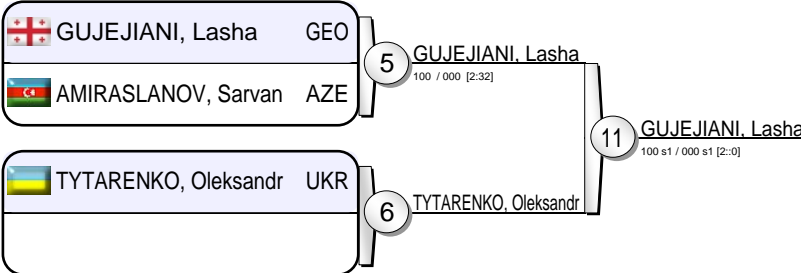 GUJEJIANI, Lasha GEO
AMIRASLANOV, Sarvan AZE
5
GUJEJIANI, Lasha
100 / 000 [2:32]
TYTARENKO, Oleksandr UKR
6
TYTARENKO, Oleksandr
11
GUJEJIANI, Lasha
100 s1 / 000 s1 [2::0]